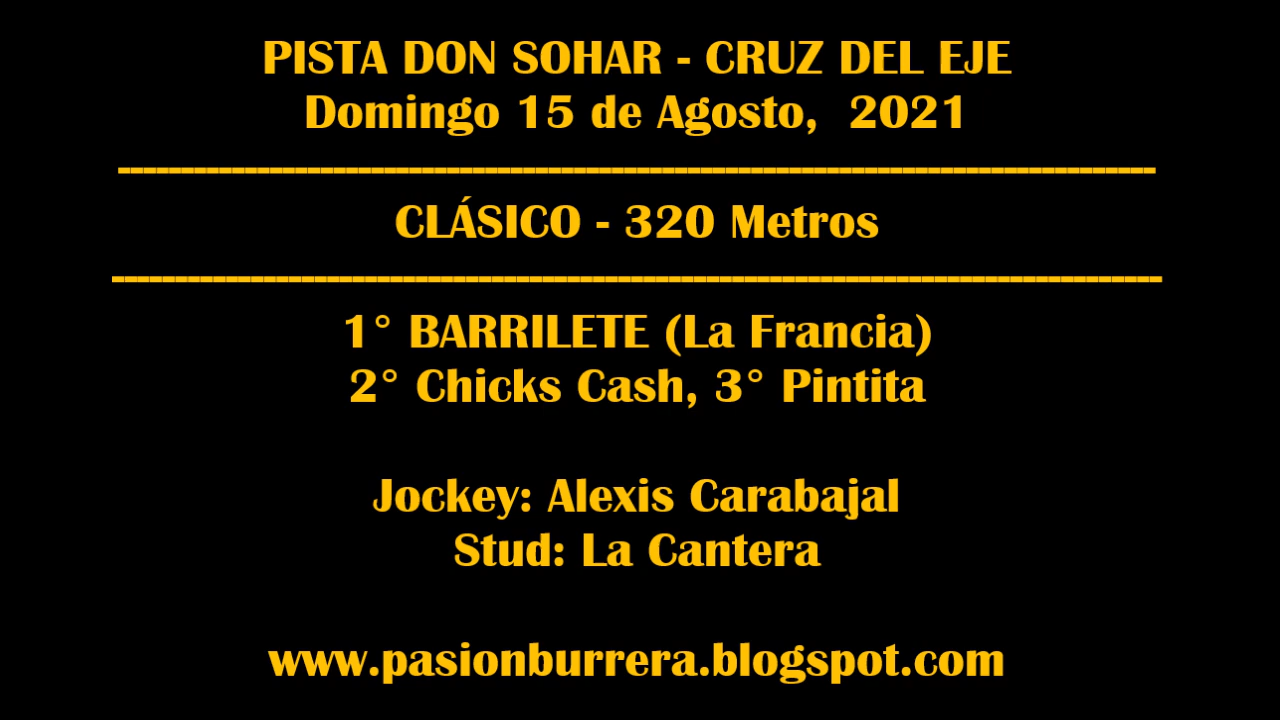 PISTA DON SOHAR - CRUZ DEL EJE
Domingo 15 de Agosto,  2021
--------------------------------------------------------------------------------
CLÁSICO - 320 Metros
---------------------------------------------------------------------------------
1° BARRILETE (La Francia)
2° Chicks Cash, 3° Pintita
Jockey: Alexis Carabajal
Stud: La Cantera
www.pasionburrera.blogspot.com